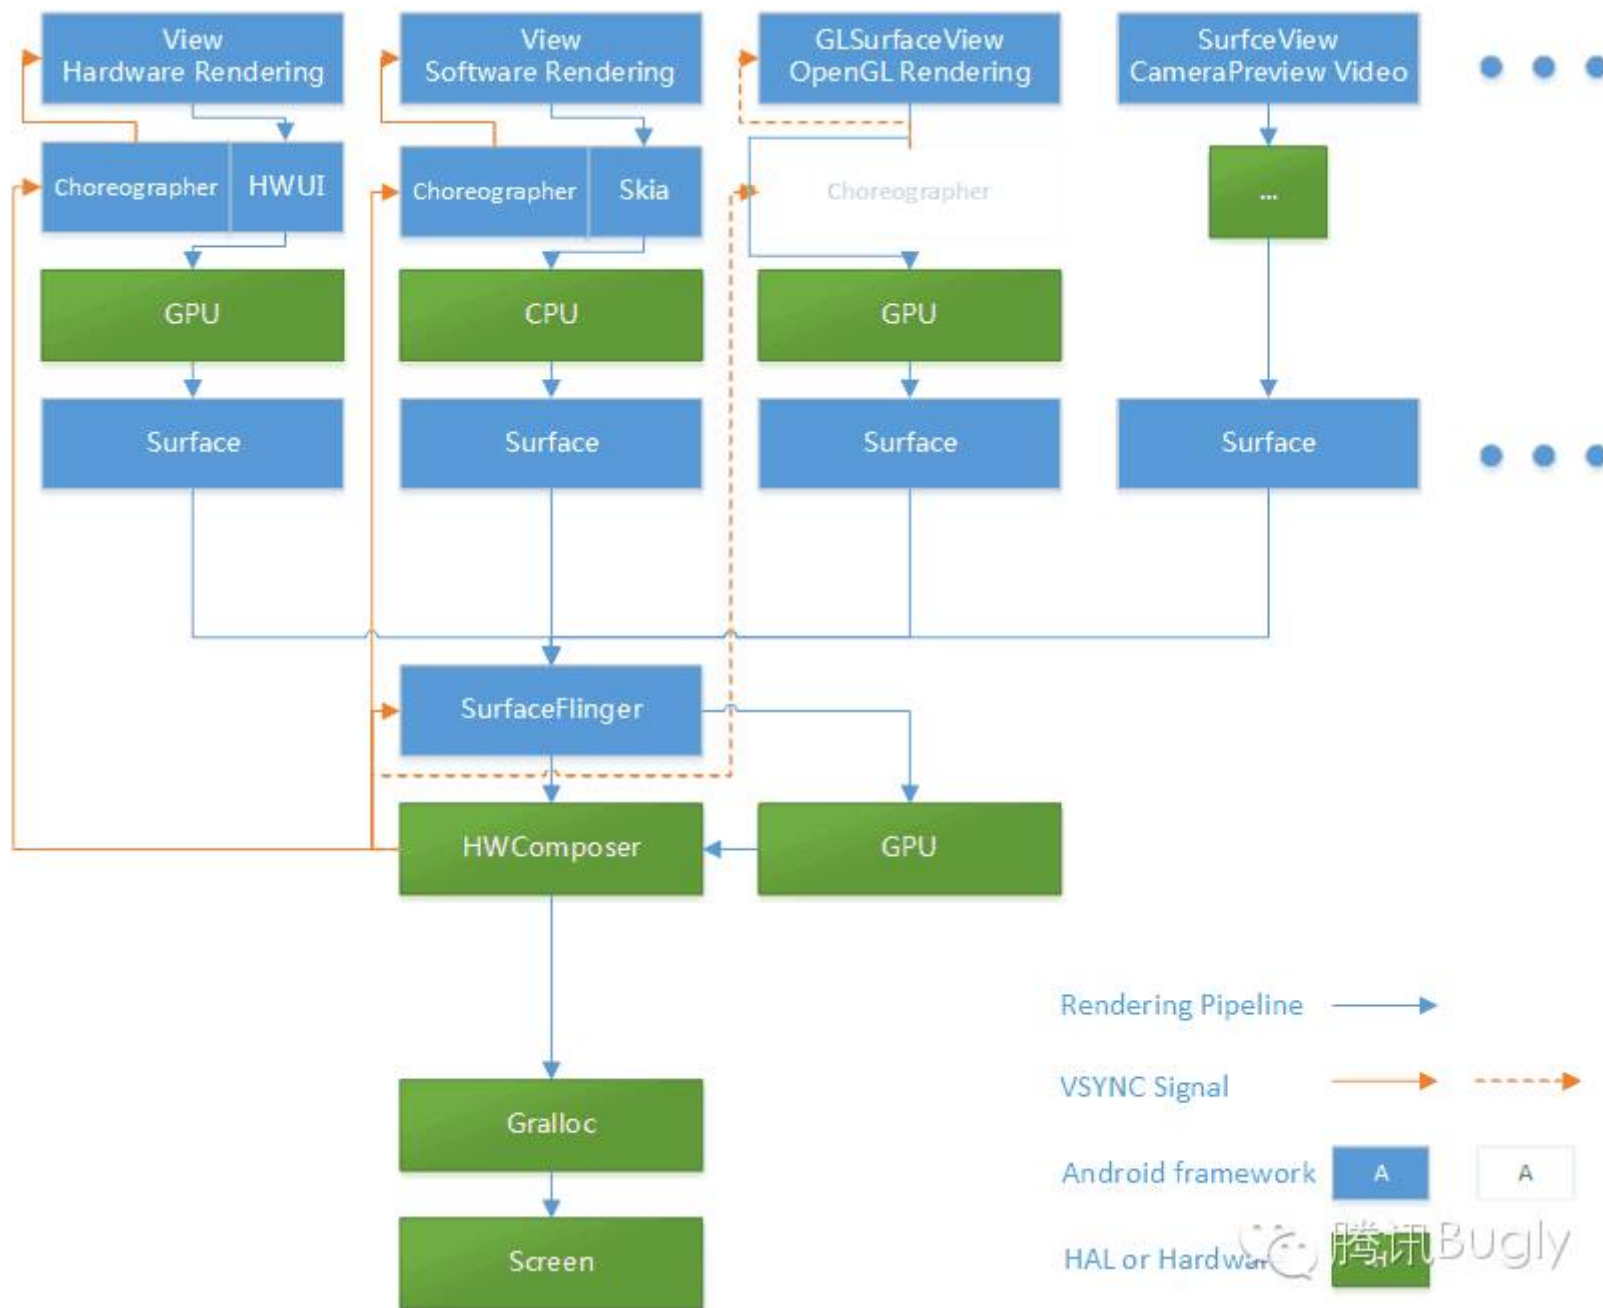 View
Hardware Rendering
View
Software Rendering
GLSurfaceView
OpenGL Rendering
SurfceView
CameraPreview Video
Choreographer
HWUI
Choreographer
Skia
Choreographer
...
GPU
CPU
GPU
Surface
Surface
Surface
Surface
SurfaceFlinger
HWComposer
GPU
Gralloc
Screen
Rendering Pipeline
VSYNC Signal
Android framework
A
A
HAL or Hardware
腾讯Bugly